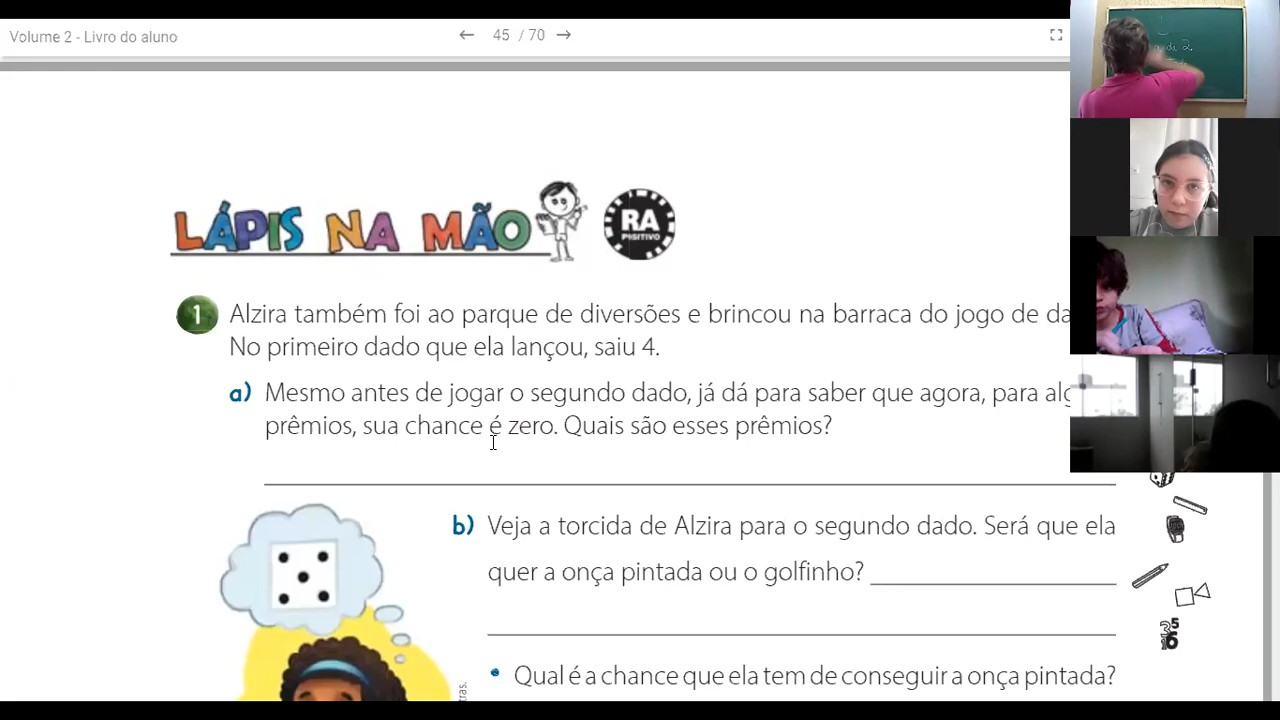 Volume 2 - Livro do aluno
← 45 / 70 →
de 2
LÁPIS NA MÃO
RA
PISITIVO
1 Alzira também foi ao parque de diversões e brincou na barraca do jogo de
No primeiro dado que ela lançou, saiu 4.
a) Mesmo antes de jogar o segundo dado, já dá para saber que agora, para
prêmios, sua chance é zero. Quais são esses prêmios?
b) Veja a torcida de Alzira para o segundo dado. Será que ela
quer a onça pintada ou o golfinho?
• Qual é a chance que ela tem de conseguir a onça pintada?